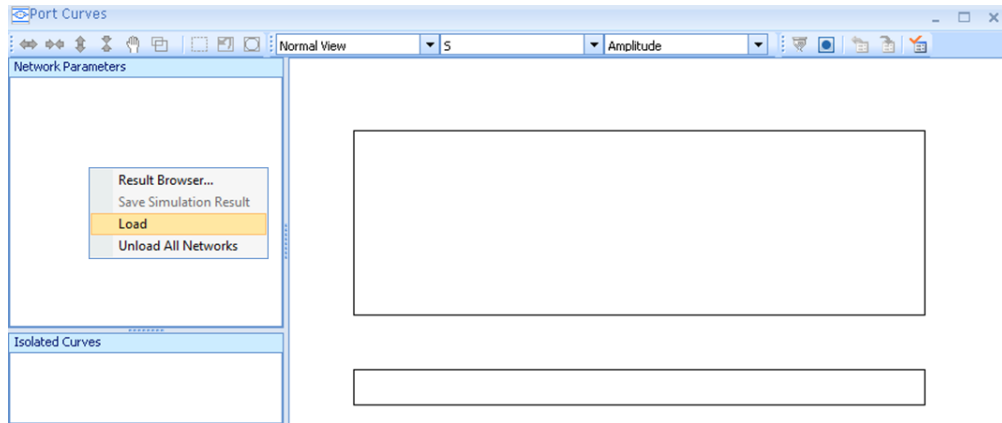 Port Curves
Normal View S Amplitude
Network Parameters
Result Browser...
Save Simulation Result
Load
Unload All Networks
Isolated Curves